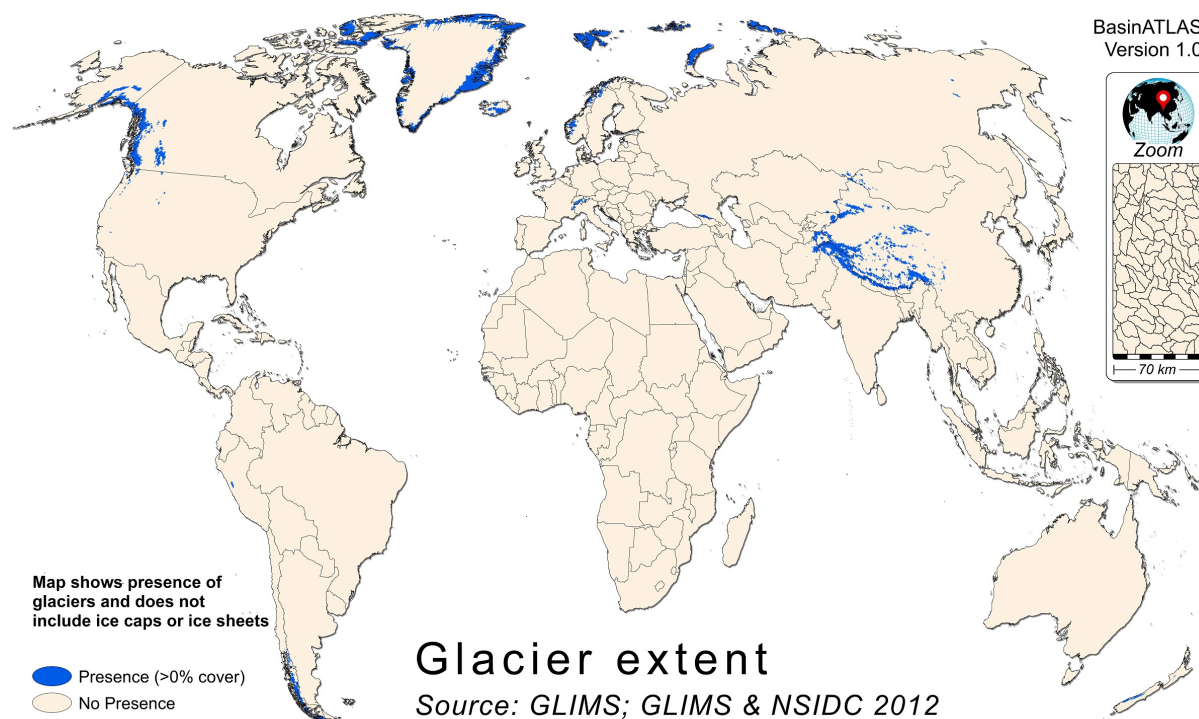 BasinATLAS
Version 1.0
Zoom
70 km
Map shows presence of
glaciers and does not
include ice caps or ice sheets
Presence (>0% cover)
No Presence
Glacier extent
Source: GLIMS; GLIMS & NSIDC 2012